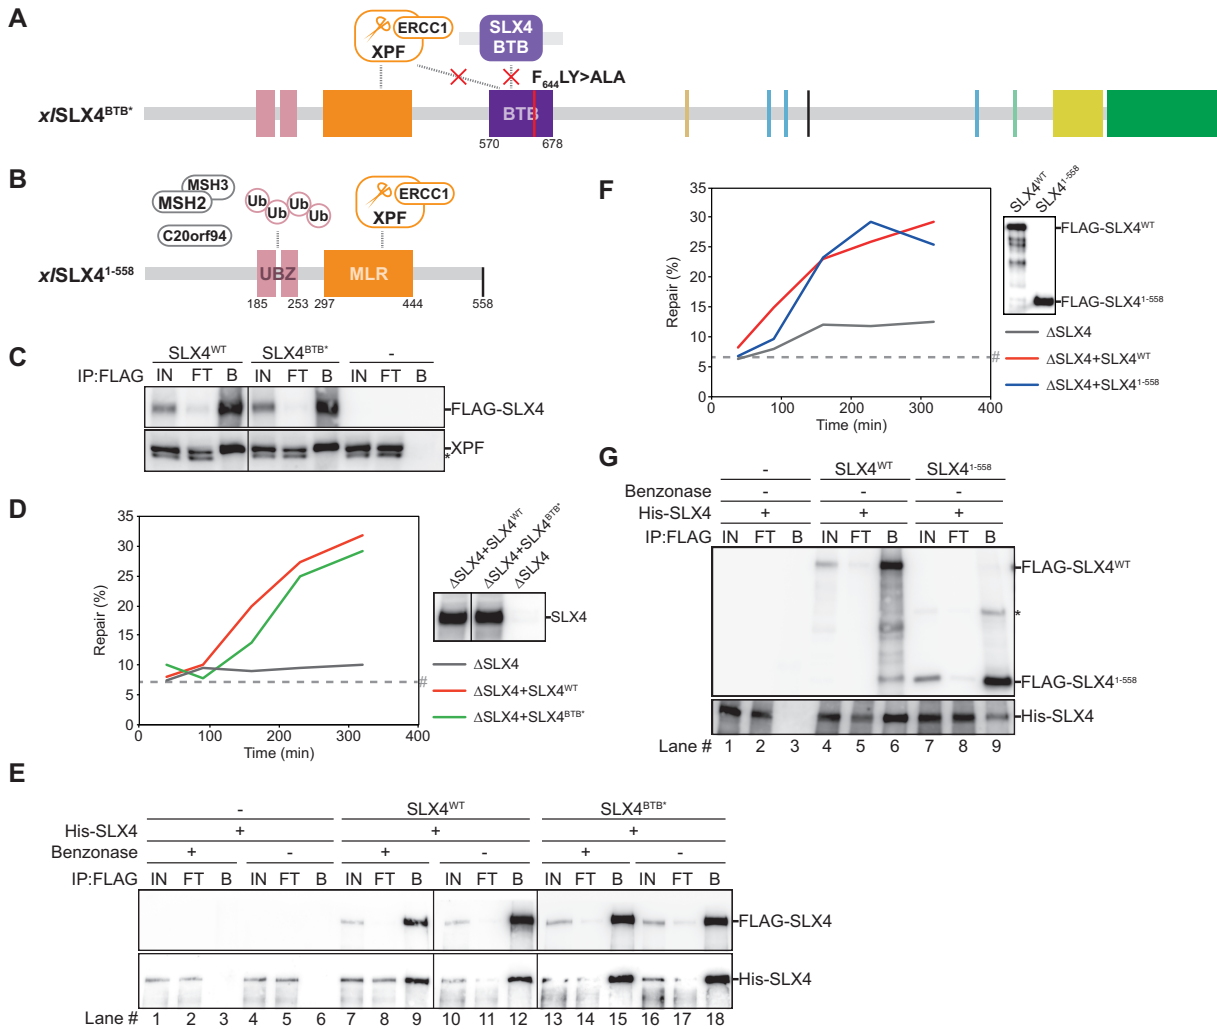 A
ERCC1
XPF
SLX4
BTB
F644LY>ALA
xlSLX4BTB*
BTB
570 678
B
MSH3
MSH2
C20orf94
Ub Ub Ub Ub
ERCC1
XPF
xlSLX41-558
UBZ MLR
185 253 297 444 558
C
SLX4WT SLX4BTB* -
IP:FLAG IN FT B IN FT B IN FT B
FLAG-SLX4
XPF
*
D
35
30
25
20
15
10
5
0
Repair (%)
0 100 200 300 400
Time (min)
#
ΔSLX4+SLX4WT
ΔSLX4+SLX4BTB*
ΔSLX4
SLX4
ΔSLX4
ΔSLX4+SLX4WT
ΔSLX4+SLX4BTB*
E
- SLX4WT SLX4BTB*
His-SLX4 + + +
Benzonase + - + - + -
IP:FLAG IN FT B IN FT B IN FT B IN FT B IN FT B IN FT B
FLAG-SLX4
His-SLX4
Lane # 1 2 3 4 5 6 7 8 9 10 11 12 13 14 15 16 17 18
F
35
30
25
20
15
10
5
0
Repair (%)
0 100 200 300 400
Time (min)
#
SLX4WT
SLX41-558
FLAG-SLX4WT
FLAG-SLX41-558
ΔSLX4
ΔSLX4+SLX4WT
ΔSLX4+SLX41-558
G
- SLX4WT SLX41-558
Benzonase - - -
His-SLX4 + + +
IP:FLAG IN FT B IN FT B IN FT B
FLAG-SLX4WT
*
FLAG-SLX41-558
His-SLX4
Lane # 1 2 3 4 5 6 7 8 9